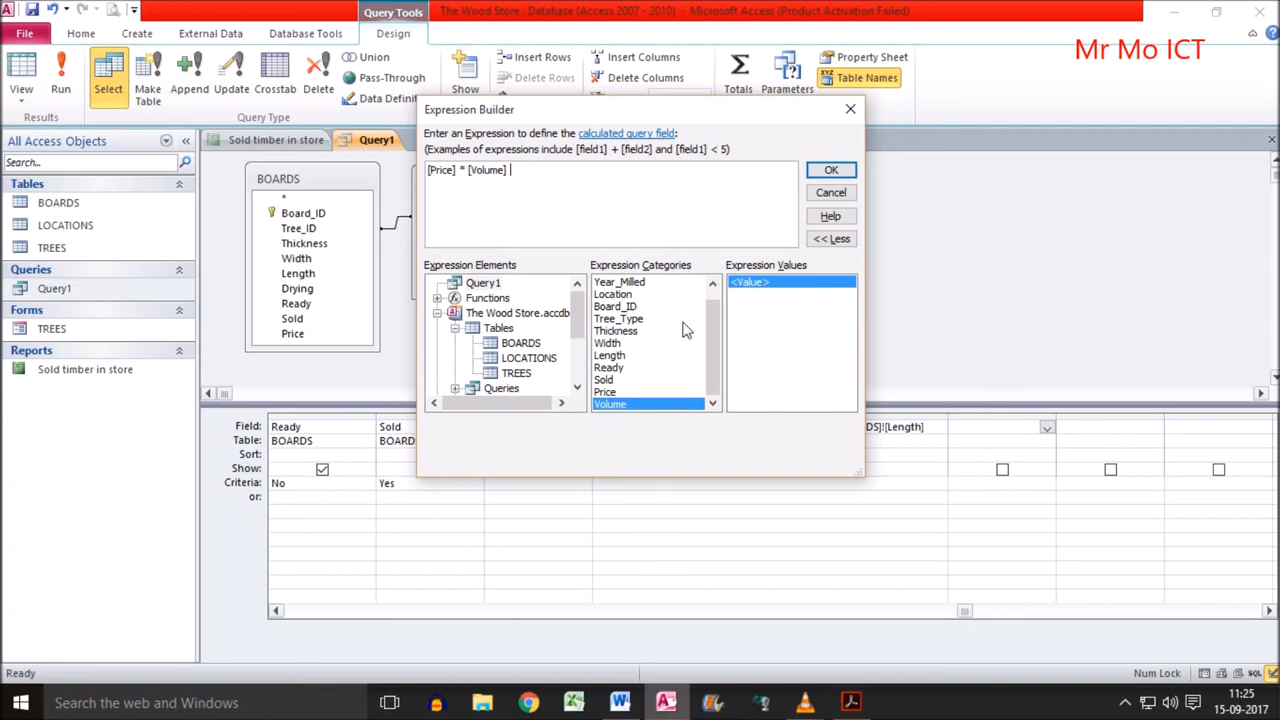 Query Tools
The Wood Store : Database (Access 2007 - 2010) - Microsoft Access (Product Activation Failed)
File Home Create External Data Database Tools Design
Mr Mo ICT
View
Run
Select
Make Table
Append
Update
Crosstab
Delete
Union
Pass-Through
Data Defini
Show
Insert Rows
Delete Rows
Insert Columns
Delete Columns
Totals
Parameters
Property Sheet
Table Names
Results
Query Type
All Access Objects
Search...
Tables
BOARDS
LOCATIONS
TREES
Queries
Query1
Forms
TREES
Reports
Sold timber in store
Sold timber in store
Query1
BOARDS
*
Board_ID
Tree_ID
Thickness
Width
Length
Drying
Ready
Sold
Price
Expression Builder
Enter an Expression to define the calculated query field:
(Examples of expressions include [field1] + [field2] and [field1] < 5)
[Price] * [Volume]
OK
Cancel
Help
<< Less
Expression Elements
Query1
Functions
The Wood Store.accdb
Tables
BOARDS
LOCATIONS
TREES
Queries
Expression Categories
Year_Milled
Location
Board_ID
Tree_Type
Thickness
Width
Length
Ready
Sold
Price
Volume
Expression Values
<Value>
Field: Ready Sold DS]![Length]
Table: BOARDS BOARD
Sort:
Show:
Criteria: No Yes
or:
Ready
Num Lock
SQL
Search the web and Windows
11:25
15-09-2017